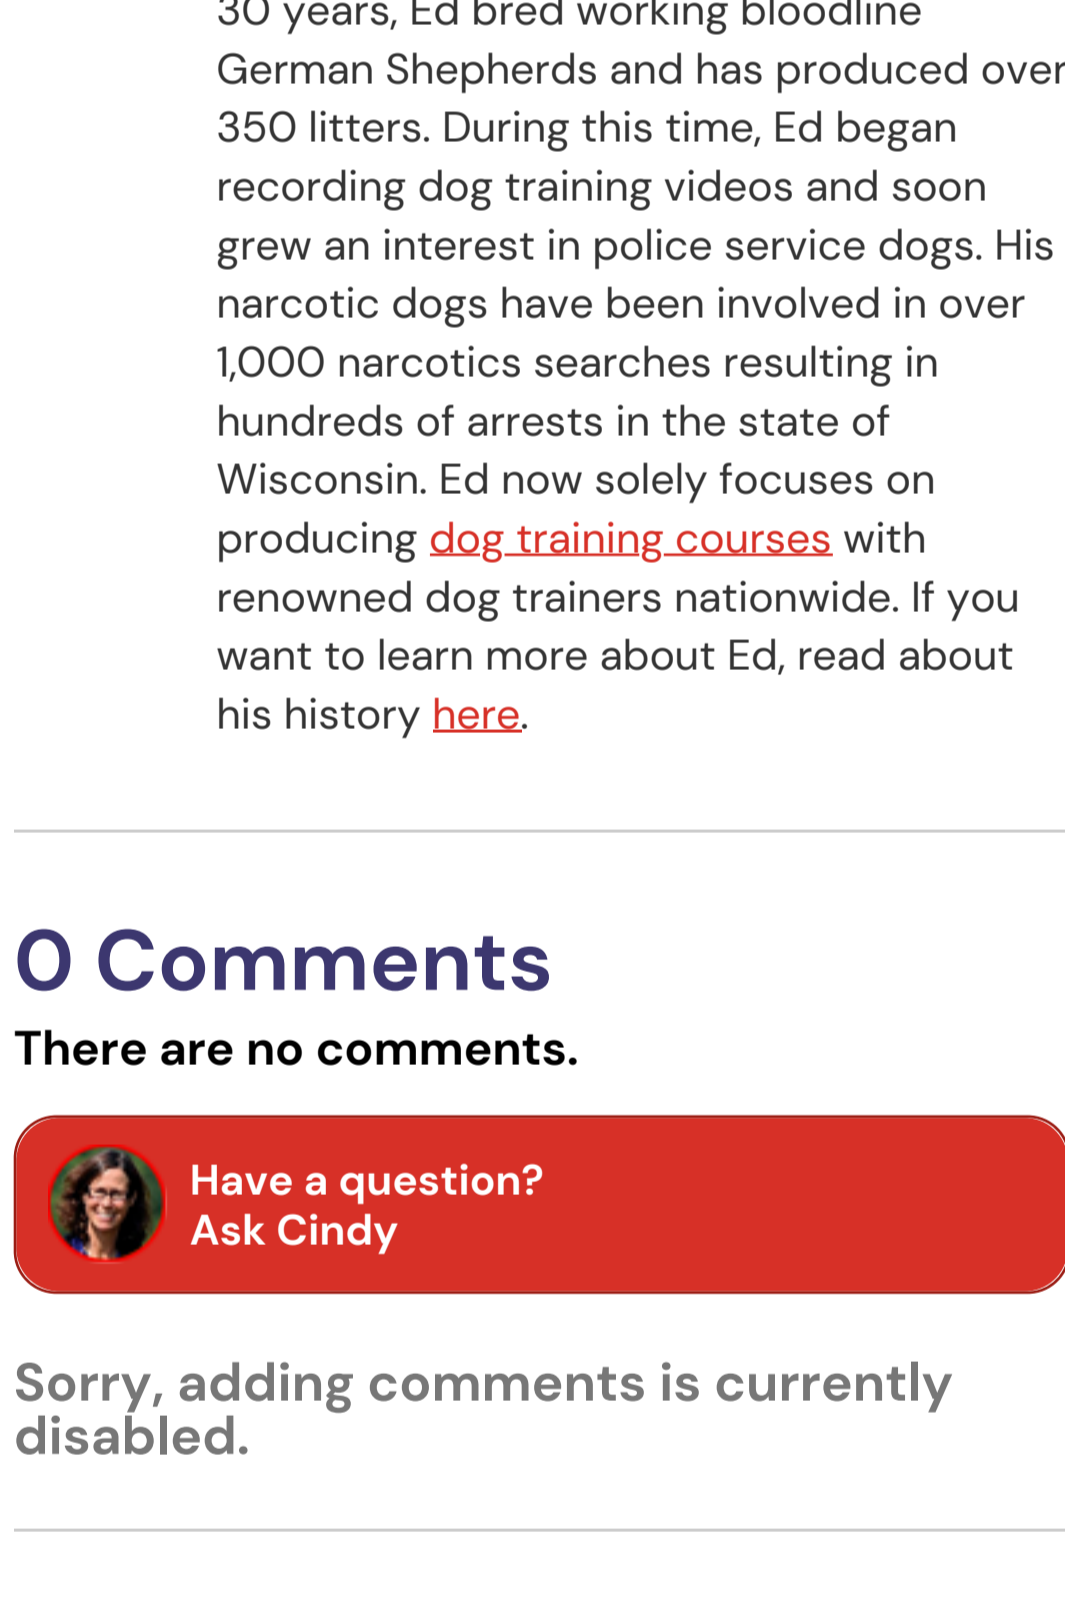 30 years, Ed bred working bloodline
German Shepherds and has produced over
350 litters. During this time, Ed began
recording dog training videos and soon
grew an interest in police service dogs. His
narcotic dogs have been involved in over
1,000 narcotics searches resulting in
hundreds of arrests in the state of
Wisconsin. Ed now solely focuses on
producing dog training courses with
renowned dog trainers nationwide. If you
want to learn more about Ed, read about
his history here.
0 Comments
There are no comments.
Have a question?
Ask Cindy
Sorry, adding comments is currently
disabled.